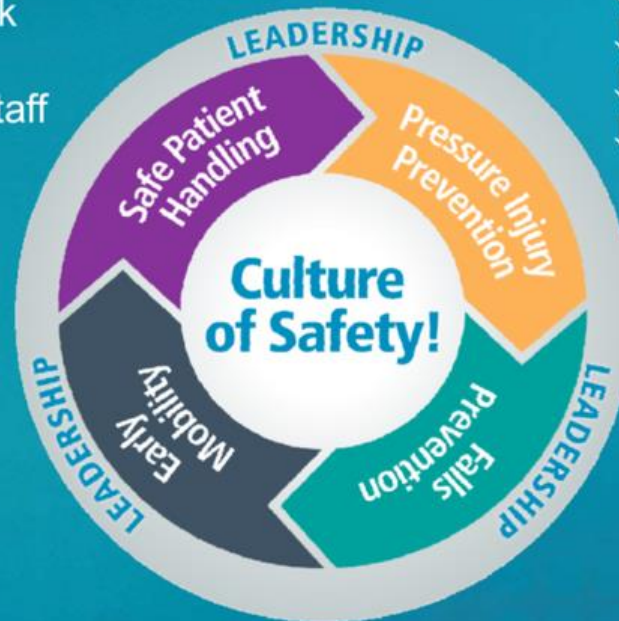 LEADERSHIP
Safe Patient
Handling
Pressure Injury
Prevention
Culture
of Safety!
Early
Mobility
Falls
Prevention
LEADERSHIP
LEADERSHIP